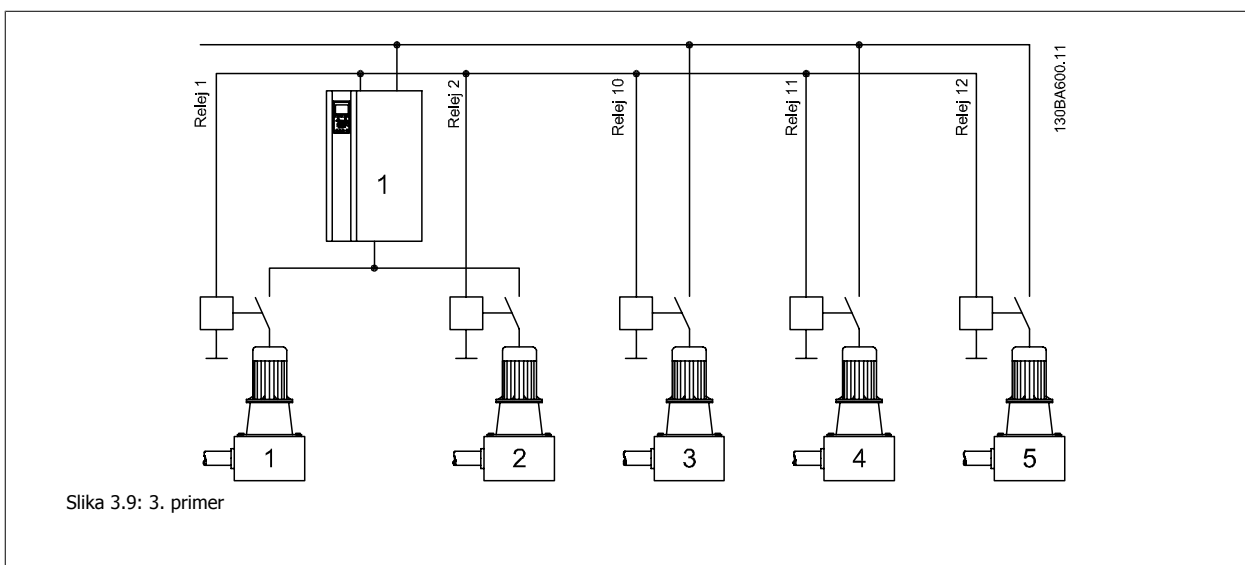 Relej 1
Relej 2
Relej 10
Relej 11
Relej 12
130BA600.11
1
1
2
3
4
5
Slika 3.9: 3. primer